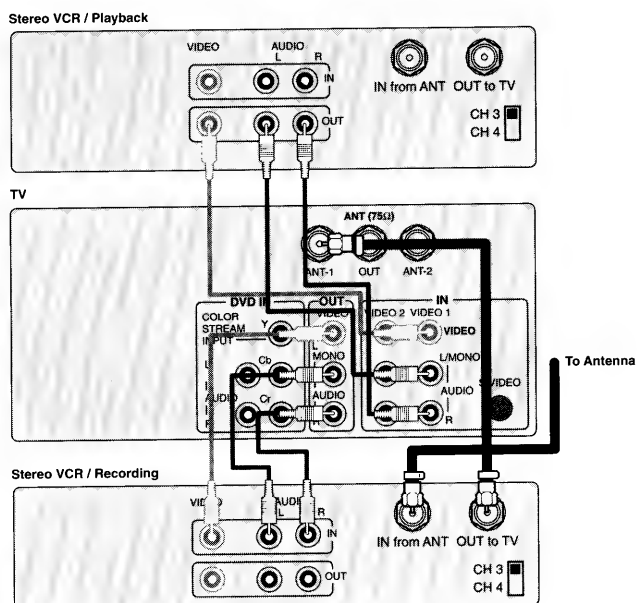 Stereo VCR / Playback
VIDEO AUDIO
L R
IN
OUT
IN from ANT OUT to TV
CH 3
CH 4
TV
ANT (75Ω)
ANT-1 OUT ANT-2
DVD IN OUT IN
COLOR
STREAM
INPUT
Y
VIDEO
VIDEO 2 VIDEO 1
VIDEO
L
Cb
MONO
L/MONO
AUDIO
Cr
AUDIO
AUDIO
R
R
R
To Antenna
Stereo VCR / Recording
AUDIO
L R
IN
OUT
IN from ANT OUT to TV
CH 3
CH 4